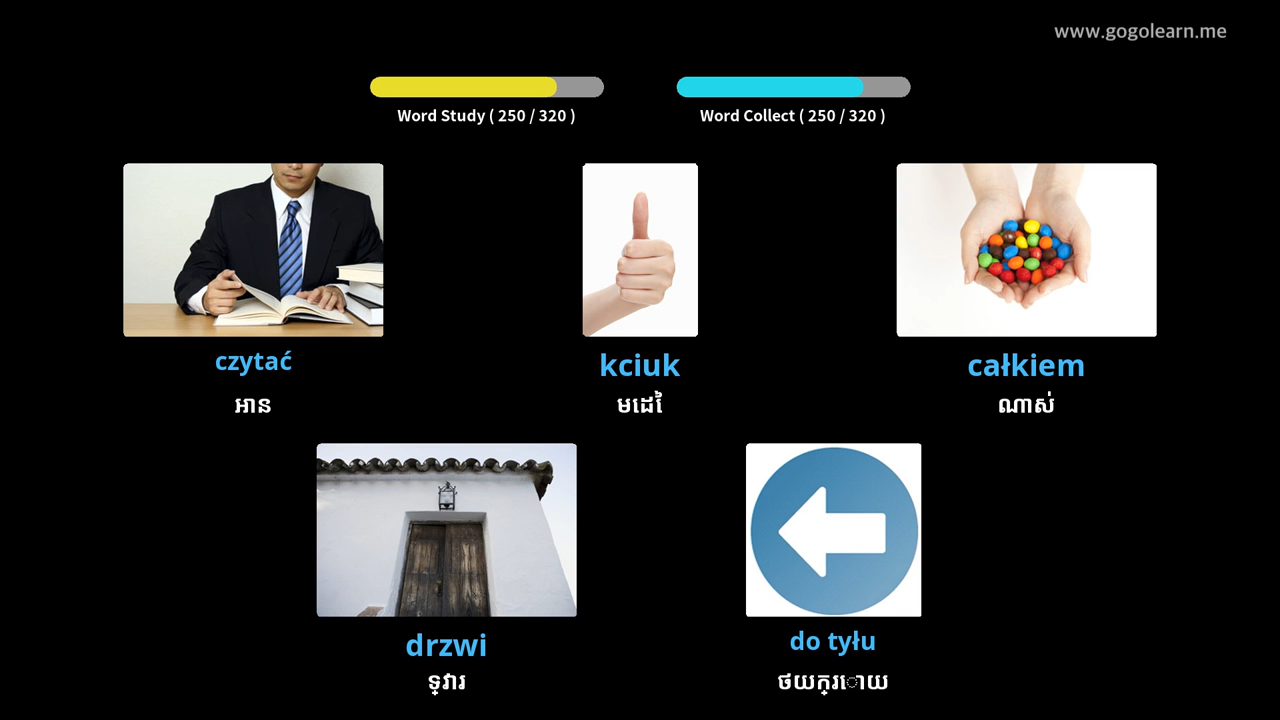 www.gogolearn.me
Word Study ( 250 / 320 )
Word Collect ( 250 / 320 )
czytać
kciuk
całkiem
អាន
មេដៃ
ណាស់
drzwi
do tyłu
ទ្វារ
ថយក្រោយ